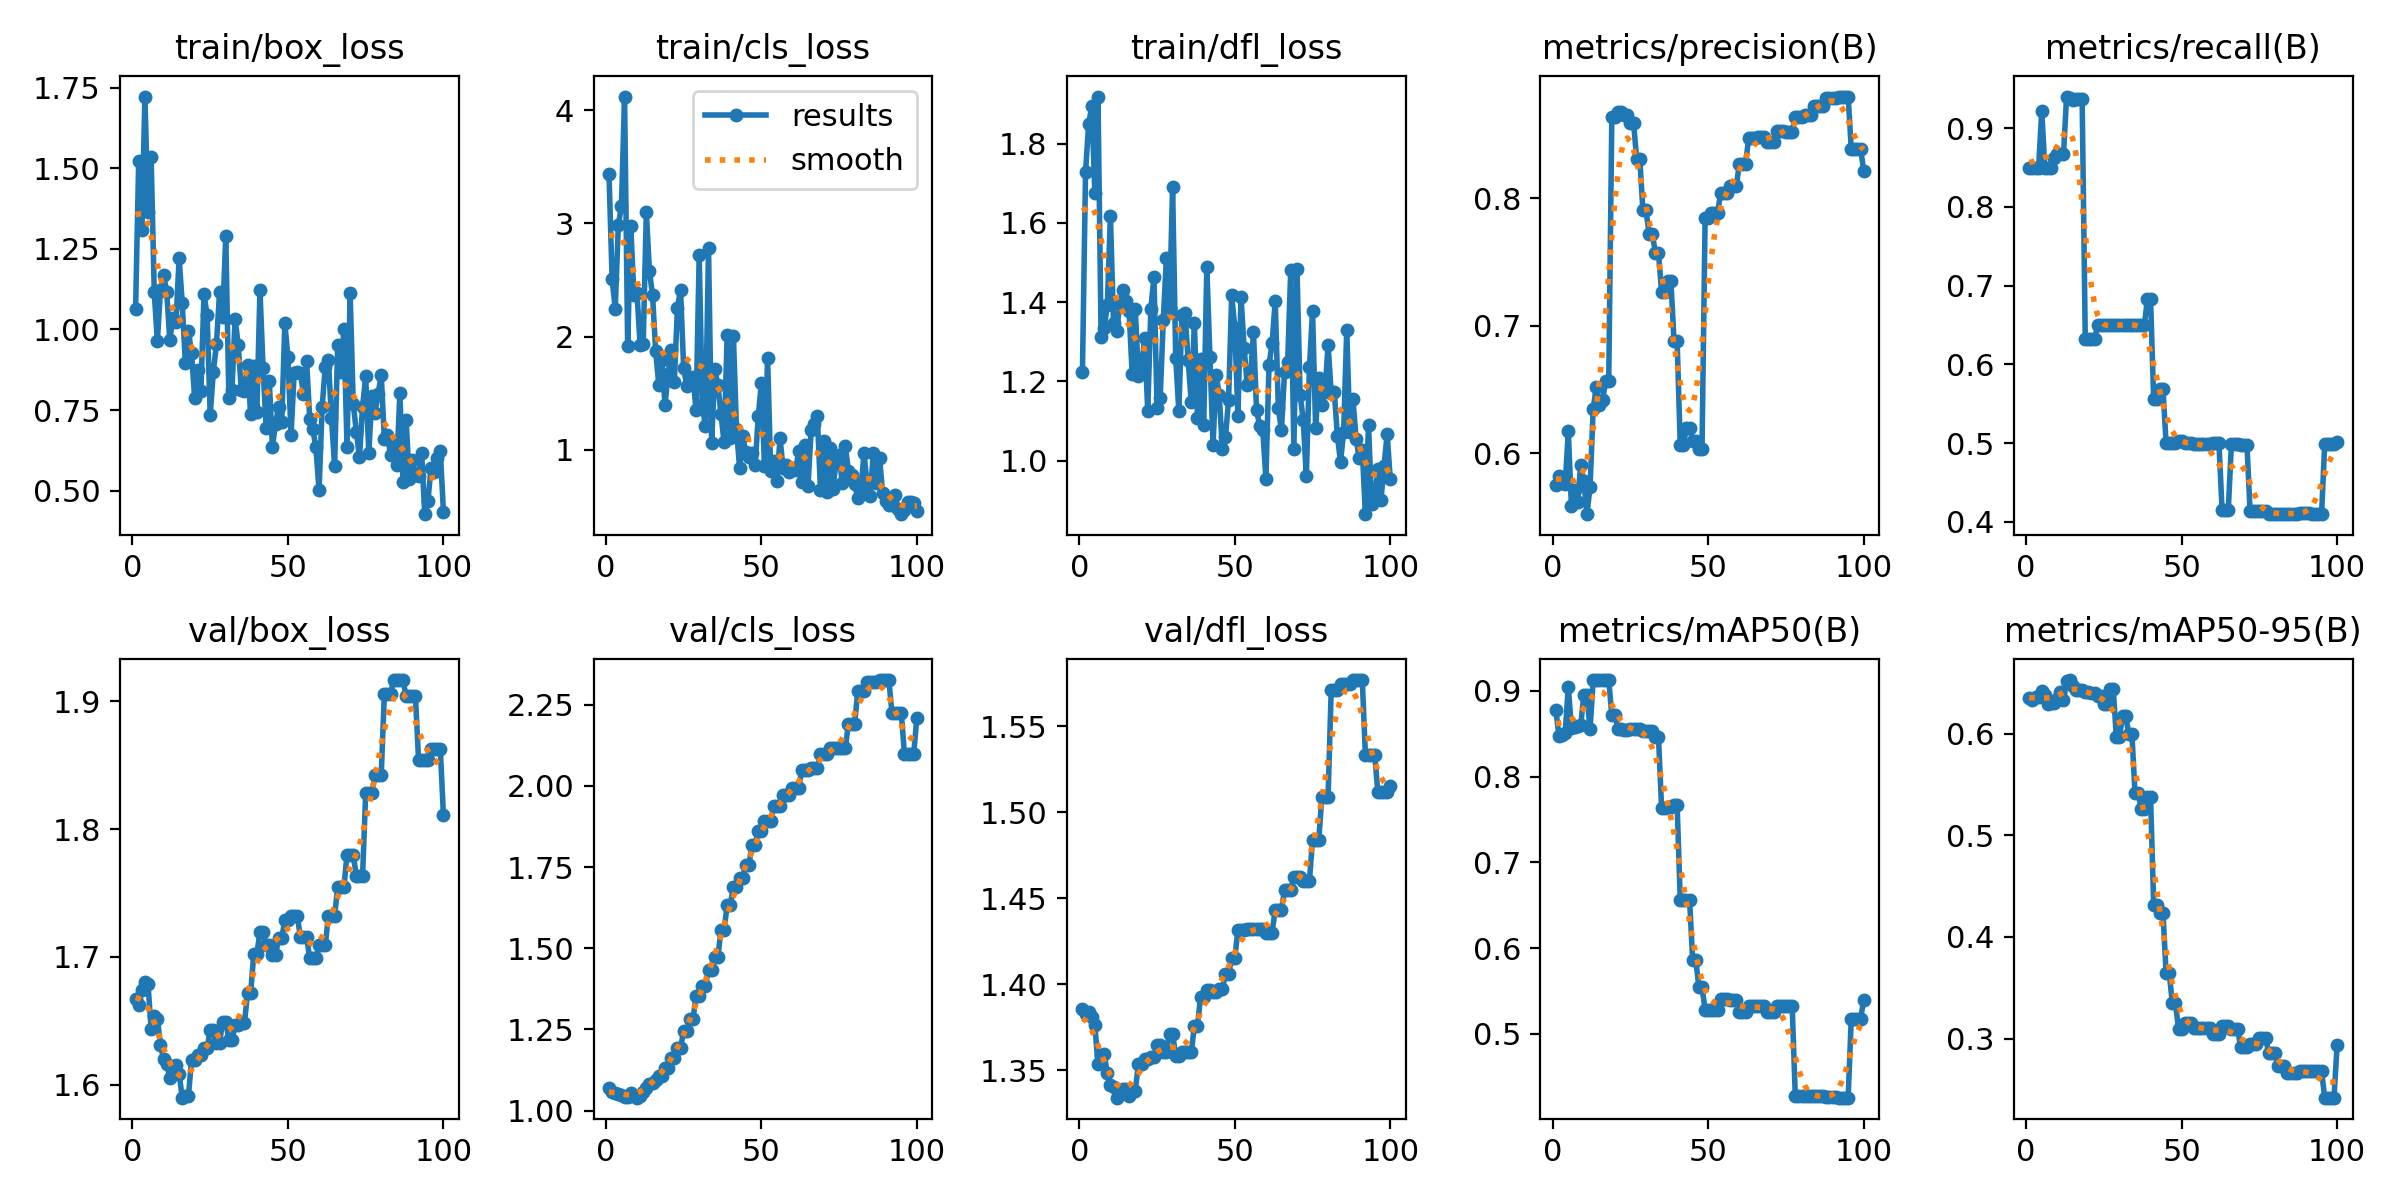 train/box_loss
1.75
1.50
1.25
1.00
0.75
0.50
0 50 100
train/cls_loss
results
smooth
4
3
2
1
0 50 100
train/dfl_loss
1.8
1.6
1.4
1.2
1.0
0 50 100
metrics/precision(B)
0.8
0.7
0.6
0 50 100
metrics/recall(B)
0.9
0.8
0.7
0.6
0.5
0.4
0 50 100
val/box_loss
1.9
1.8
1.7
1.6
0 50 100
val/cls_loss
2.25
2.00
1.75
1.50
1.25
1.00
0 50 100
val/dfl_loss
1.55
1.50
1.45
1.40
1.35
0 50 100
metrics/mAP50(B)
0.9
0.8
0.7
0.6
0.5
0 50 100
metrics/mAP50-95(B)
0.6
0.5
0.4
0.3
0 50 100